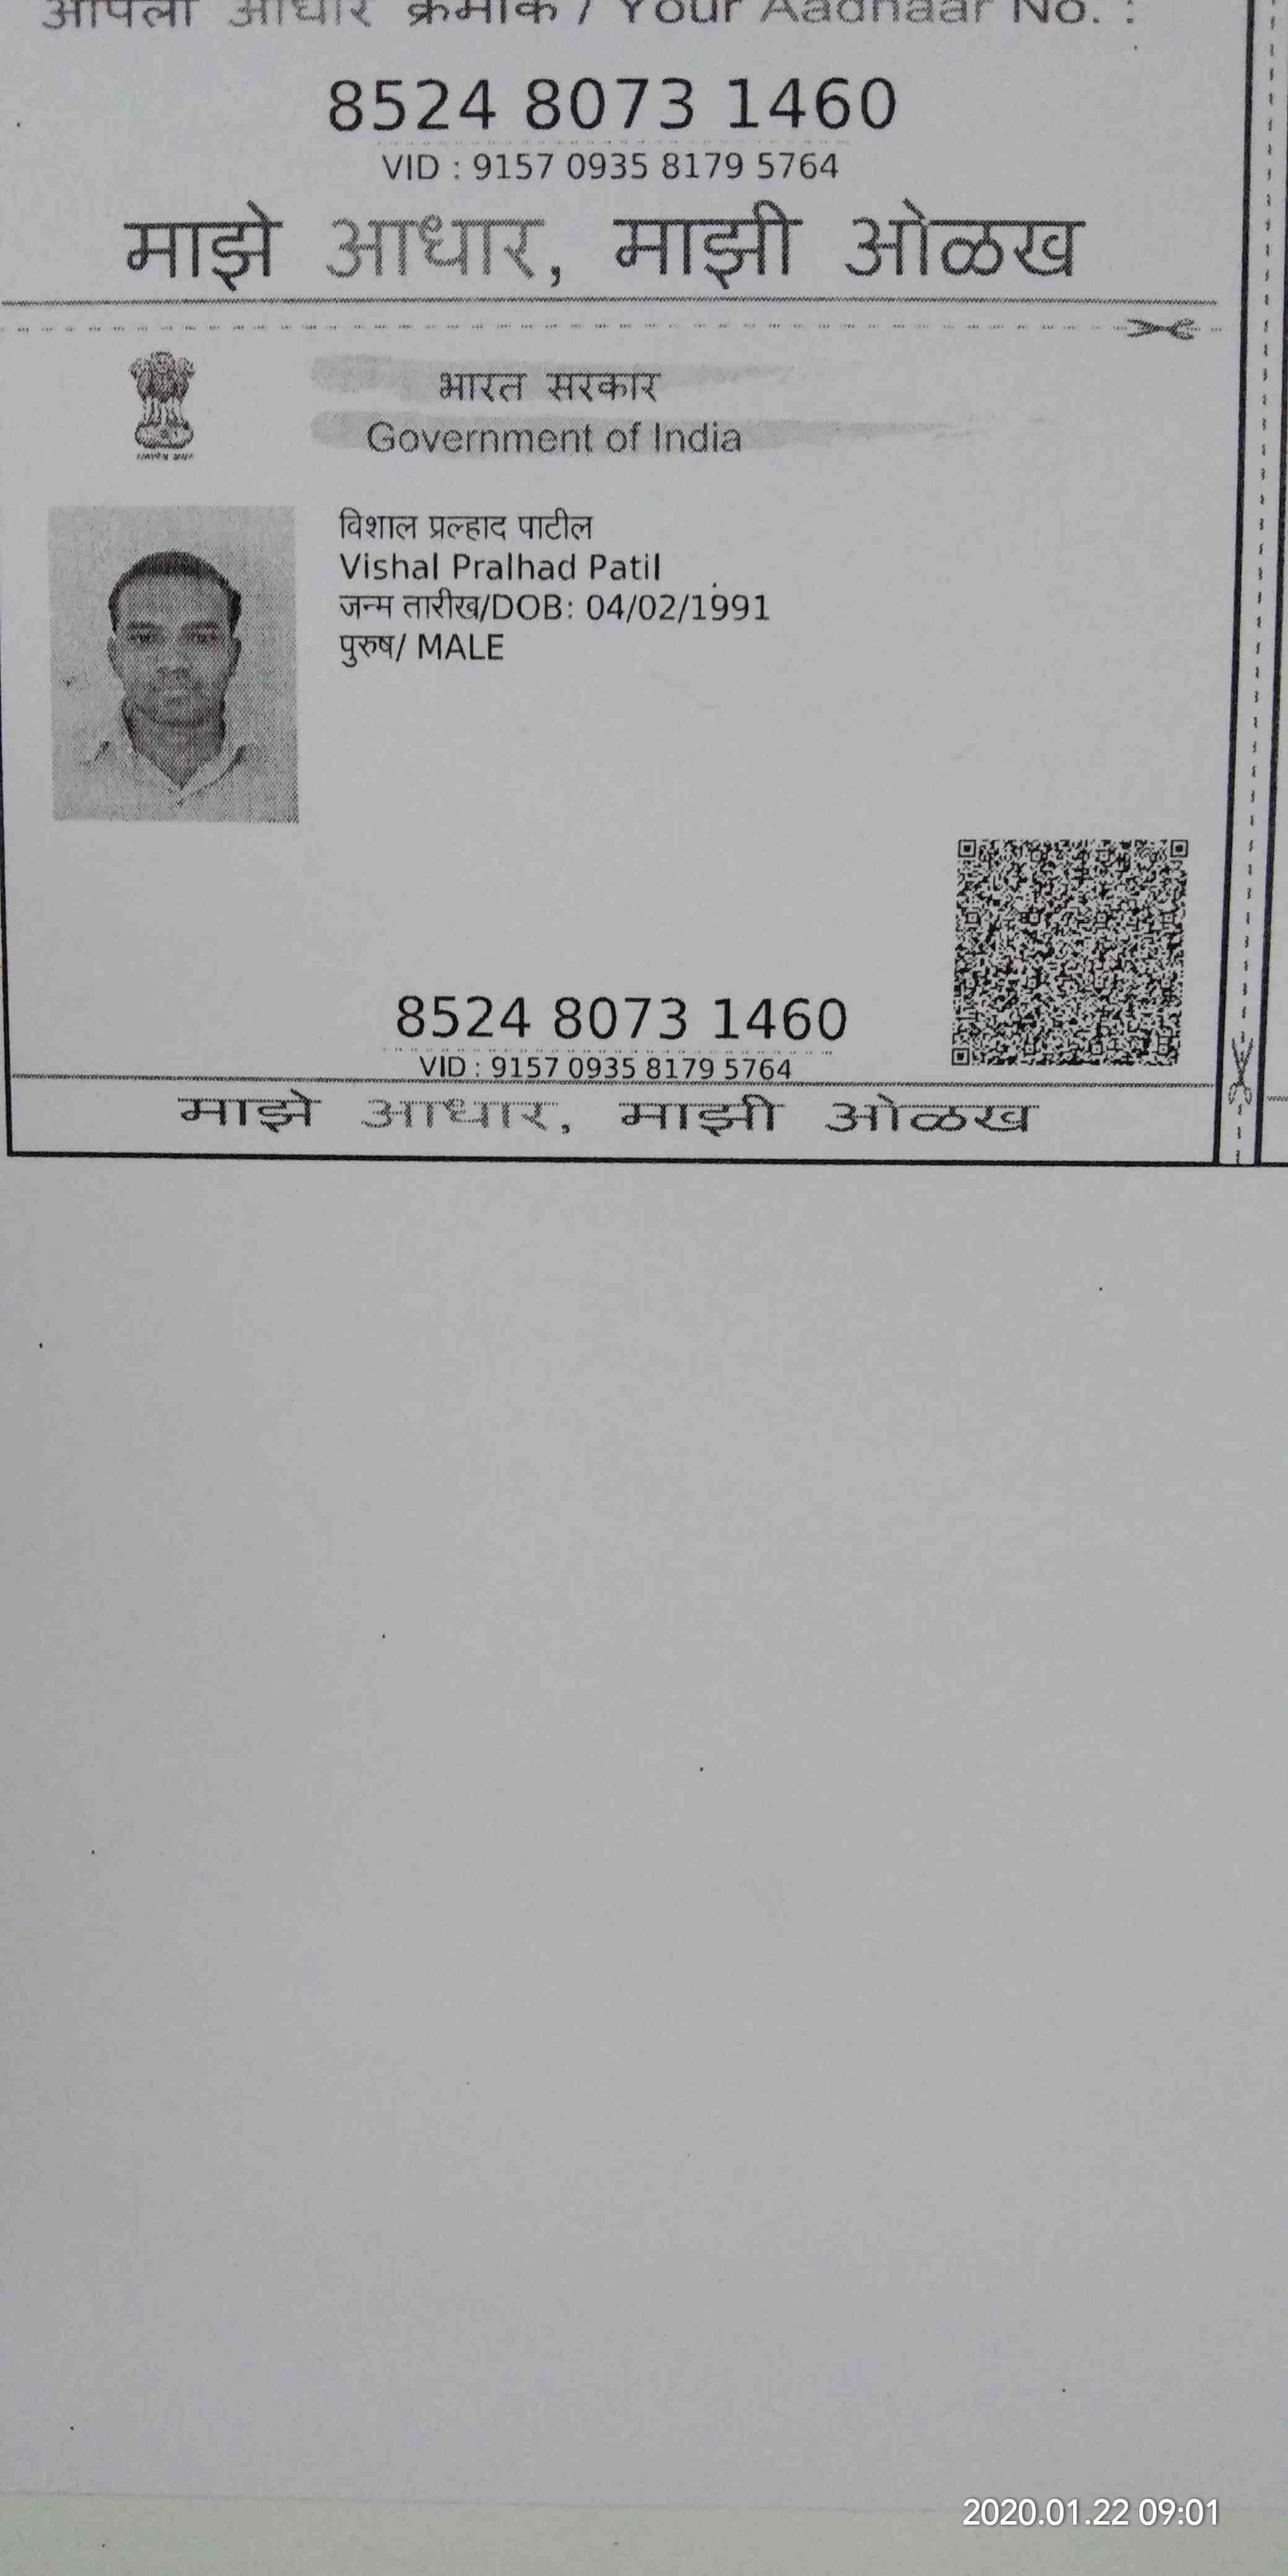 आपला आधार क्रमांक / Your Aadhaar No. :
8524 8073 1460
VID : 9157 0935 8179 5764
माझे आधार, माझी ओळख
भारत सरकार
Government of India
विशाल प्रल्हाद पाटील
Vishal Pralhad Patil
जन्म तारीख/DOB: 04/02/1991
पुरुष/ MALE
8524 8073 1460
VID : 9157 0935 8179 5764
माझे आधार, माझी ओळख
2020.01.22 09:01